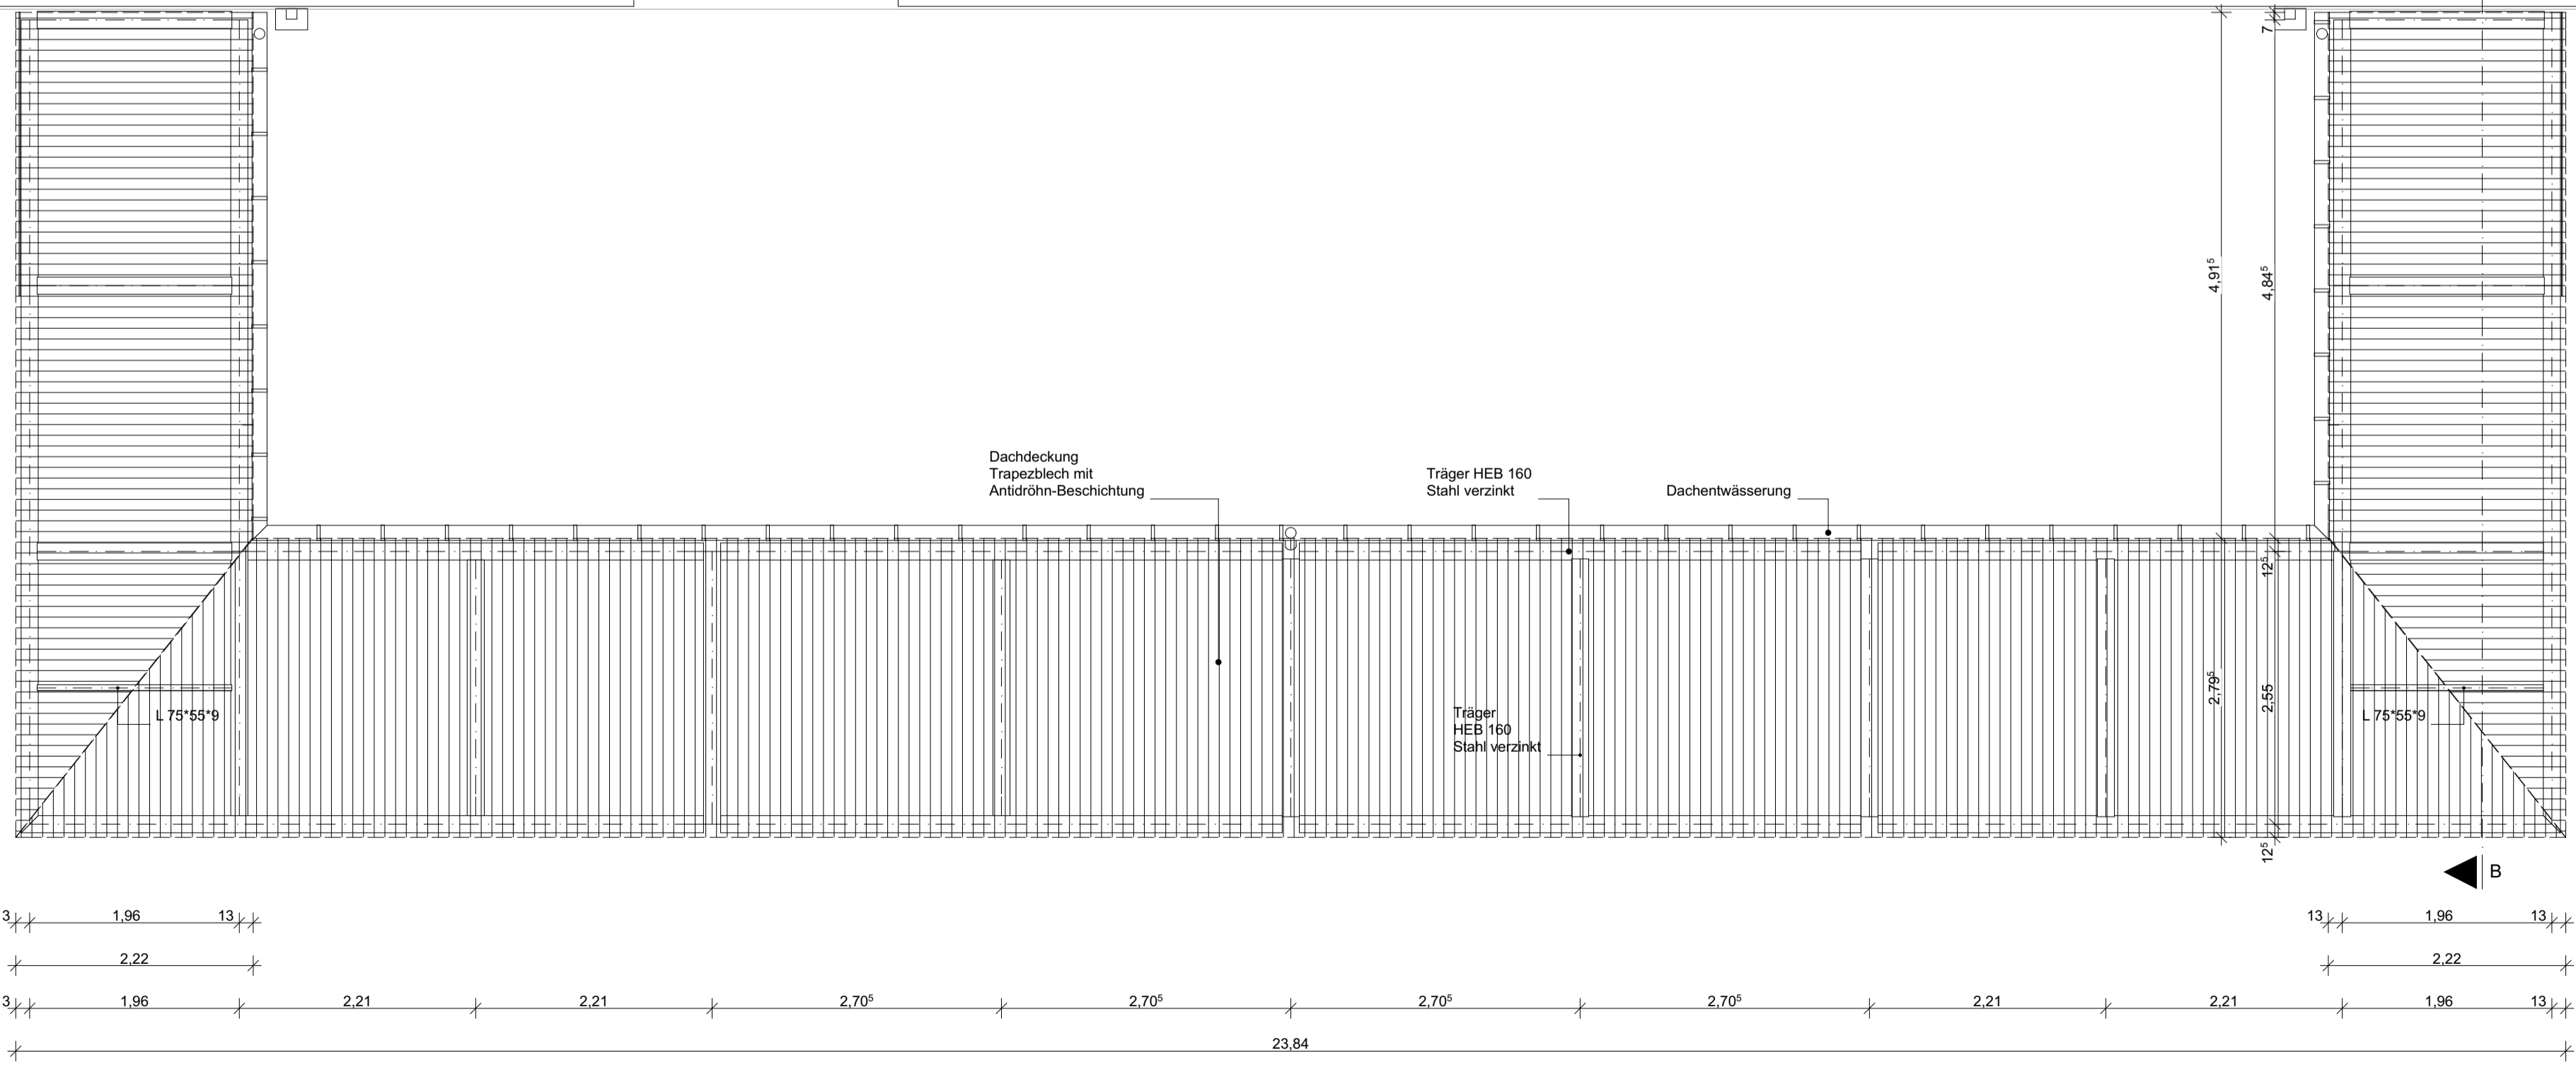 7
4,91⁵
4,84⁵
Dachdeckung
Trapezblech mit
Antidröhn-Beschichtung
Träger HEB 160
Stahl verzinkt
Dachentwässerung
12⁵
2,79⁵
2,55
12⁵
L 75*55*9
Träger
HEB 160
Stahl verzinkt
L 75*55*9
B
3 1,96 13
13 1,96 13
2,22
2,22
3 1,96 2,21 2,21 2,70⁵ 2,70⁵ 2,70⁵ 2,70⁵ 2,21 2,21 1,96 13
23,84